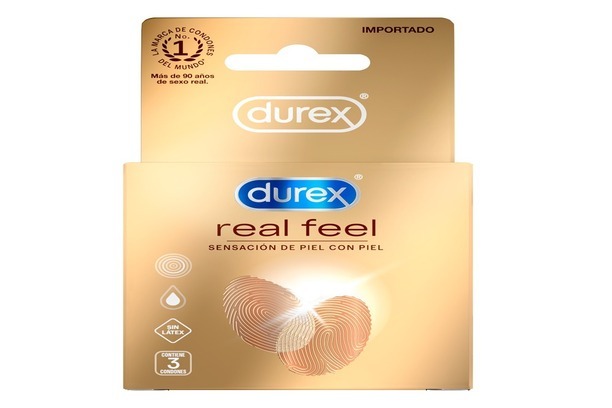 LA MARCA DE CONDONES
No.
1
DEL MUNDO*
Más de 90 años
de sexo real.
IMPORTADO
durex®
durex®
real feel
SENSACIÓN DE PIEL CON PIEL
SIN
LÁTEX
CONTIENE
3
CONDONES